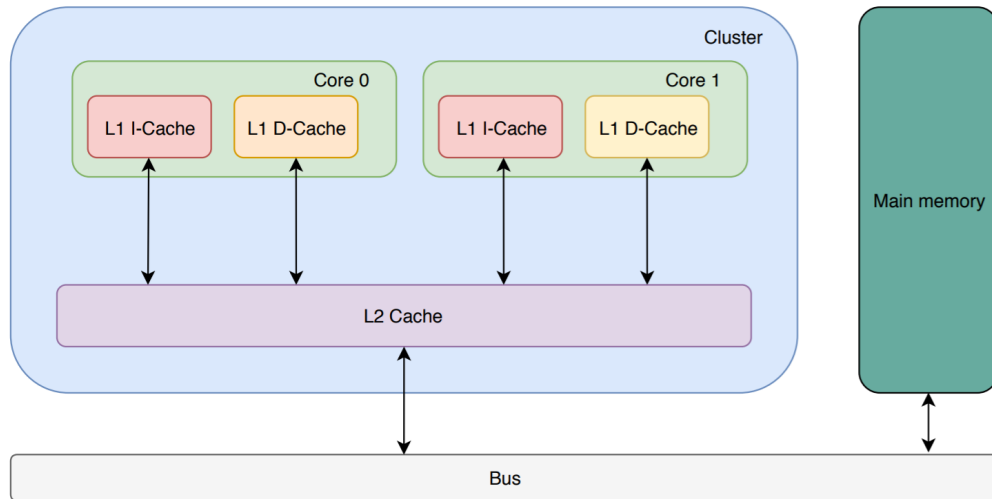 Cluster
Core 0
Core 1
L1 I-Cache
L1 D-Cache
L1 I-Cache
L1 D-Cache
Main memory
L2 Cache
Bus